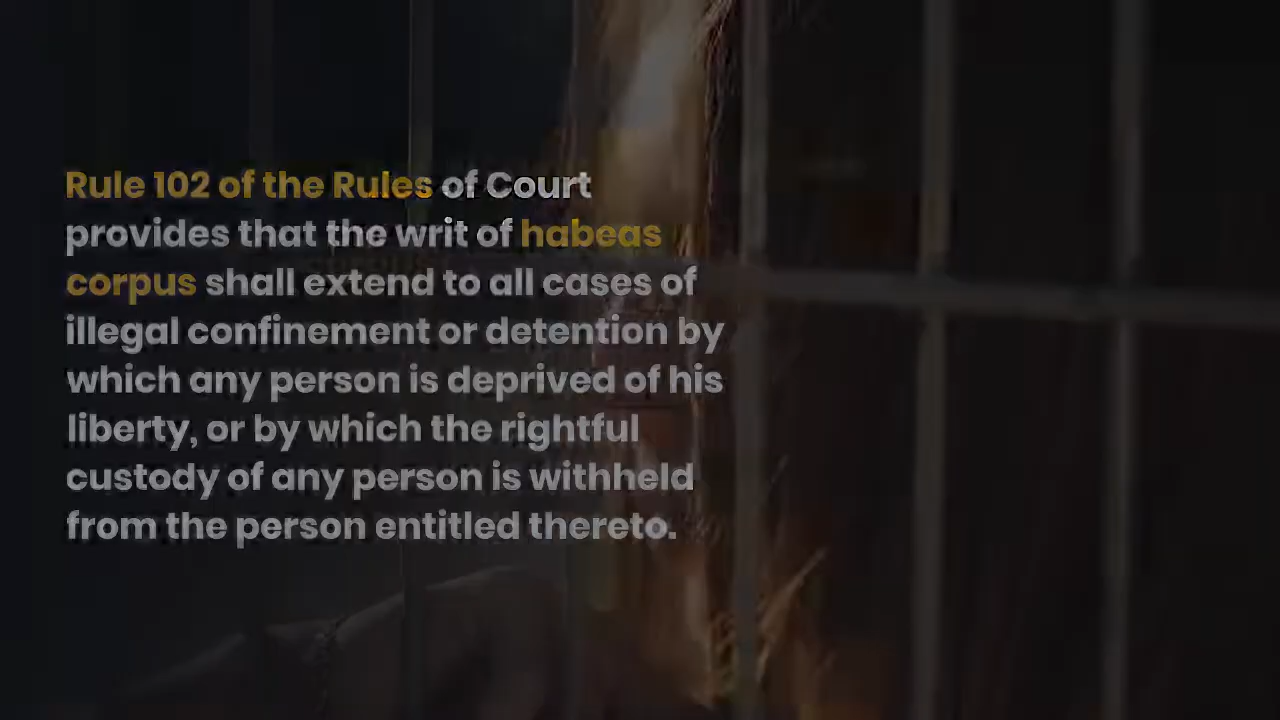 Rule 102 of the Rules of Court
provides that the writ of habeas
corpus shall extend to all cases of
illegal confinement or detention by
which any person is deprived of his
liberty, or by which the rightful
custody of any person is withheld
from the person entitled thereto.